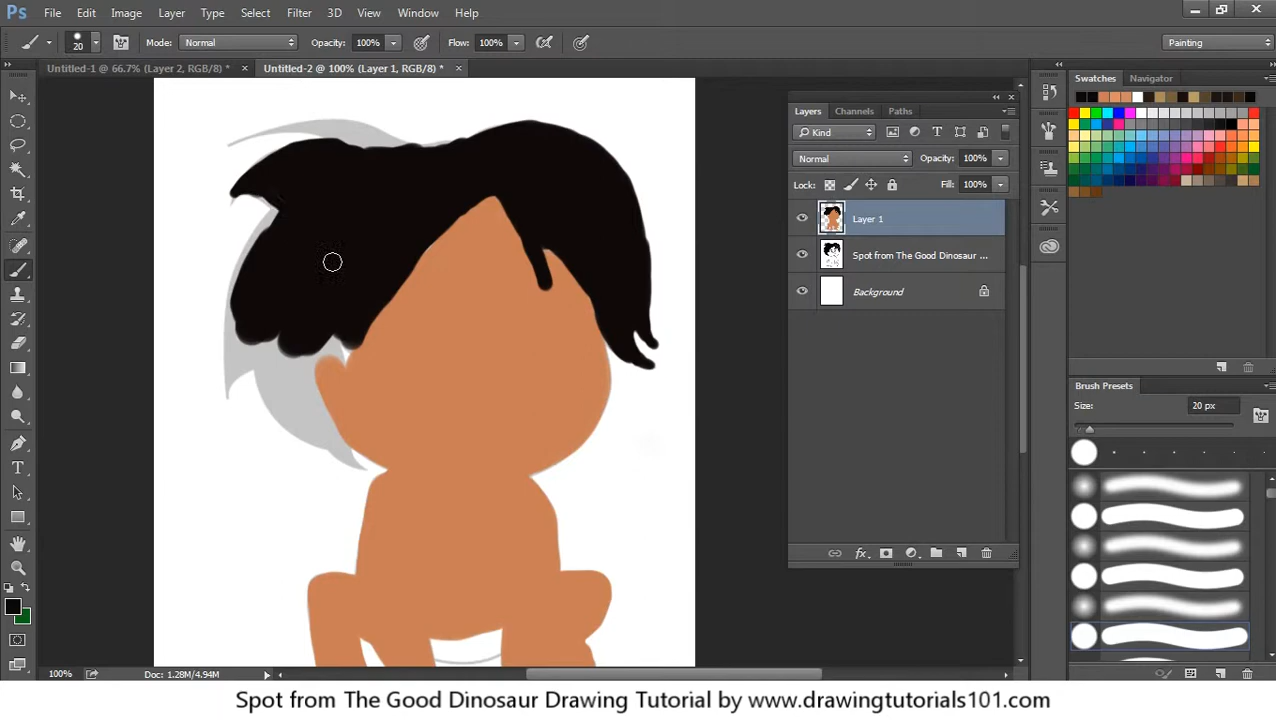 Ps File Edit Image Layer Type Select Filter 3D View Window Help
20 Mode: Normal Opacity: 100% Flow: 100% Painting
Untitled-1 @ 66.7% (Layer 2, RGB/8) * × Untitled-2 @ 100% (Layer 1, RGB/8) * ×
Swatches Navigator
Layers Channels Paths
Kind
Normal Opacity: 100%
Lock: Fill: 100%
Layer 1
Spot from The Good Dinosaur ...
Background
Brush Presets
Size: 20 px
100% Doc: 1.28M/4.94M
Spot from The Good Dinosaur Drawing Tutorial by www.drawingtutorials101.com